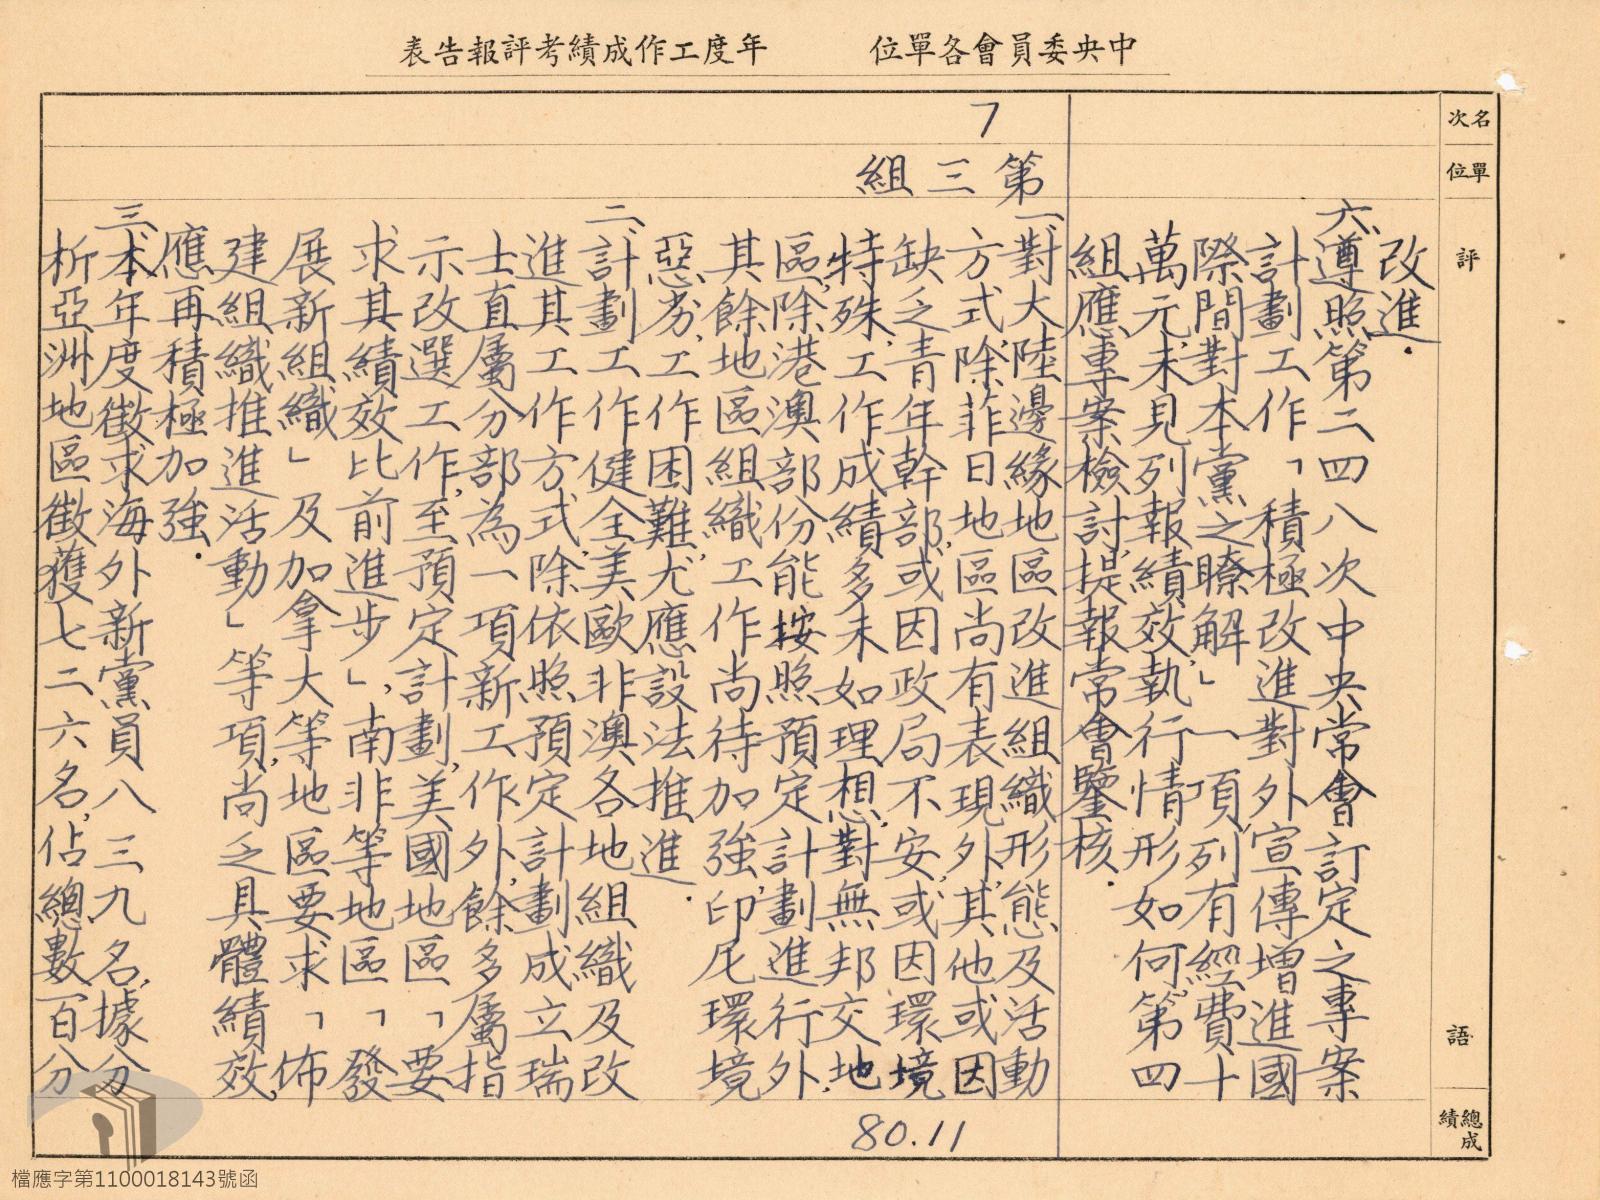 中央委員會各單位　　年度工作成績考評報告表
名次
單位
評
語
總成績
改進．
六、遵照第二四八次中央常會訂定之專案
計劃工作「積極改進對外宣傳增進國
際間對本黨之瞭解」一項，列有經費十
萬元，未見列報績效，執行情形如何第四
組應專案檢討，提報常會鑒核．
7
第三組
一、對大陸邊緣地區改進組織形態及活動
方式，除菲日地區尚有表現外，其他或因
缺乏青年幹部，或因政局不安，或因環境
特殊，工作成績，多未如理想，對無邦交地
區，除港澳部份能按照預定計劃進行外，
其餘地區組織工作尚待加強，印尼環境
惡劣，工作困難，尤應設法推進．
二、計劃工作健全美歐非澳各地組織及改
進其工作方式，除依照預定計劃成立瑞
士直屬分部，為一項新工作外，餘多屬指
示改選工作，至預定計劃，美國地區「要
求其績效比前進步」，南非等地區「發
展新組織」及加拿大等地區要求「佈
建組織推進活動」等項，尚乏具體績效，
應再積極加強．
三、本年度徵求海外新黨員八三九名，據分
析亞洲地區徵獲七二六名，佔總數百分
80.11
檔應字第1100018143號函